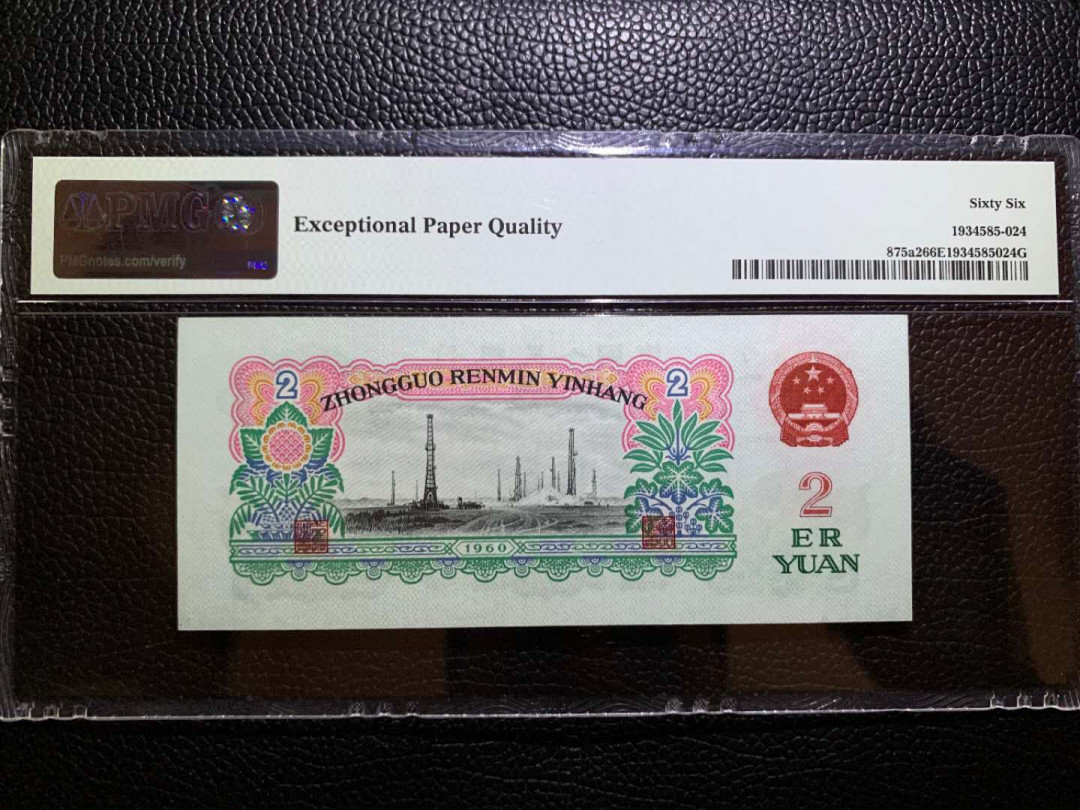 PMG
PMGnotes.com/verify
Exceptional Paper Quality
Sixty Six
1934585-024
875a266E1934585024G
2
ZHONGGUO RENMIN YINHANG
2
1960
2
ER
YUAN